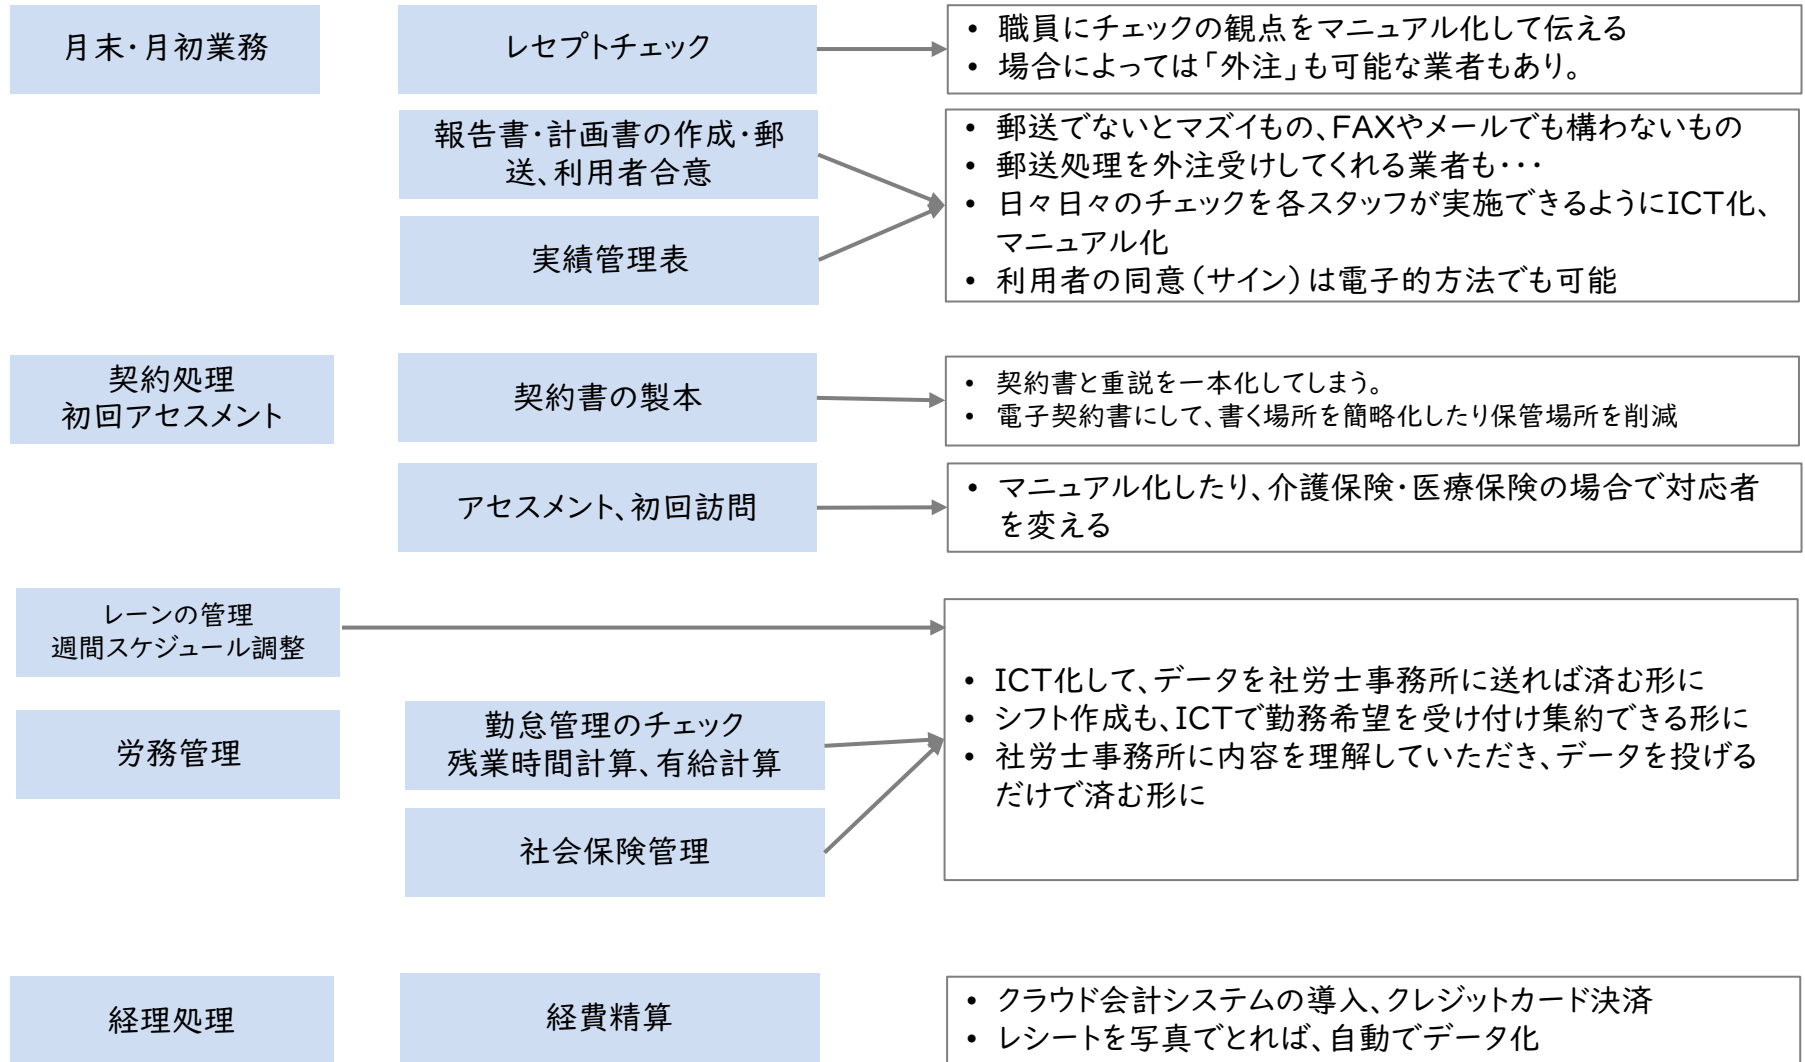 月末・月初業務
レセプトチェック
• 職員にチェックの観点をマニュアル化して伝える
• 場合によっては「外注」も可能な業者もあり。
報告書・計画書の作成・郵
送、利用者合意
実績管理表
• 郵送でないとマズイもの、FAXやメールでも構わないもの
• 郵送処理を外注受けしてくれる業者も・・・
• 日々日々のチェックを各スタッフが実施できるようにICT化、
マニュアル化
• 利用者の同意(サイン)は電子的方法でも可能
契約処理
初回アセスメント
契約書の製本
• 契約書と重説を一本化してしまう。
• 電子契約書にして、書く場所を簡略化したり保管場所を削減
アセスメント、初回訪問
• マニュアル化したり、介護保険・医療保険の場合で対応者
を変える
レーンの管理
週間スケジュール調整
労務管理
勤怠管理のチェック
残業時間計算、有給計算
社会保険管理
• ICT化して、データを社労士事務所に送れば済む形に
• シフト作成も、ICTで勤務希望を受け付け集約できる形に
• 社労士事務所に内容を理解していただき、データを投げる
だけで済む形に
経理処理
経費精算
• クラウド会計システムの導入、クレジットカード決済
• レシートを写真でとれば、自動でデータ化